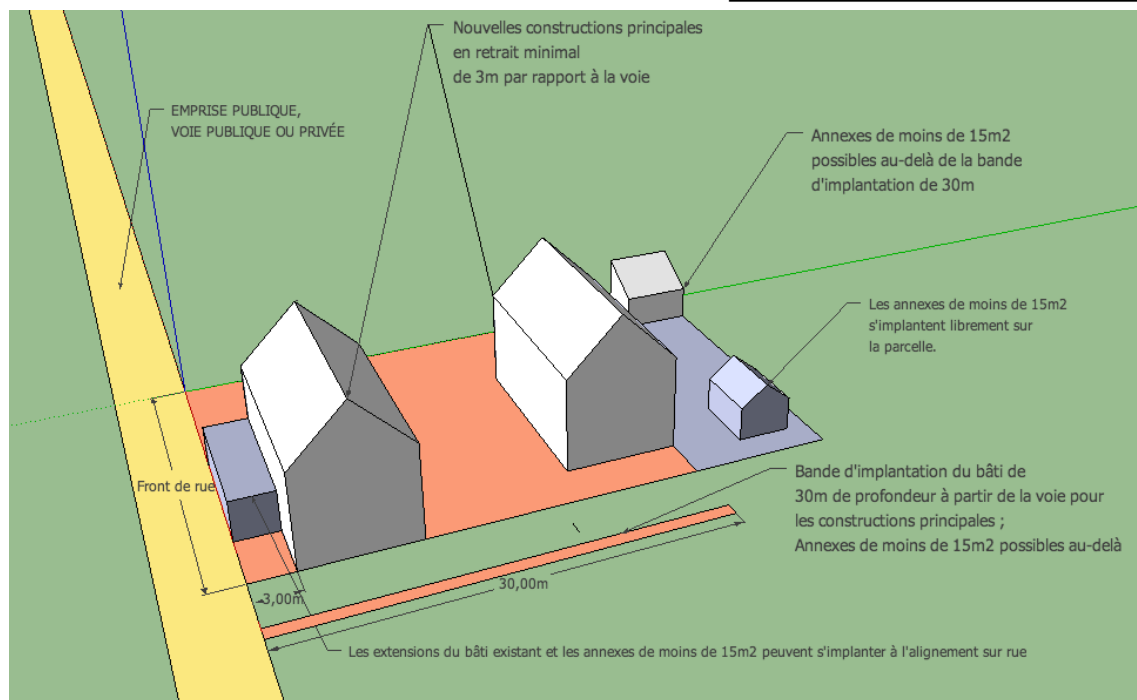 Nouvelles constructions principales
en retrait minimal
de 3m par rapport à la voie
EMPRISE PUBLIQUE,
VOIE PUBLIQUE OU PRIVÉE
Annexes de moins de 15m2
possibles au-delà de la bande
d'implantation de 30m
Les annexes de moins de 15m2
s'implantent librement sur
la parcelle.
Front de rue
Bande d'implantation du bâti de
30m de profondeur à partir de la voie pour
les constructions principales ;
Annexes de moins de 15m2 possibles au-delà
3,00m
30,00m
Les extensions du bâti existant et les annexes de moins de 15m2 peuvent s'implanter à l'alignement sur rue